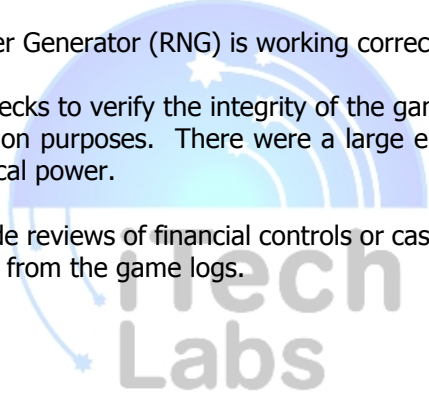 er Generator (RNG) is working correc
ecks to verify the integrity of the gar
on purposes. There were a large e
cal power.
de reviews of financial controls or cas
from the game logs.
iTech
Labs